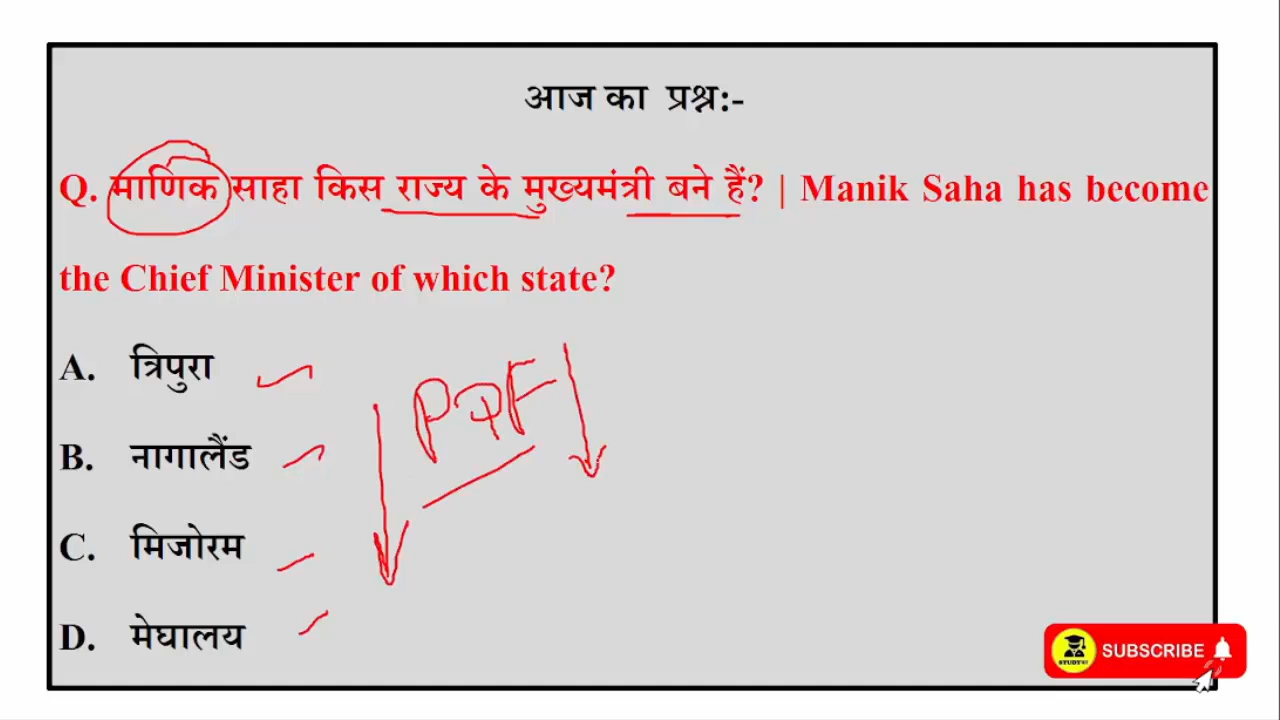 आज का प्रश्न:-
Q. माणिक साहा किस राज्य के मुख्यमंत्री बने हैं? | Manik Saha has become
the Chief Minister of which state?
A. त्रिपुरा
PDF
B. नागालैंड
C. मिजोरम
D. मेघालय
SUBSCRIBE